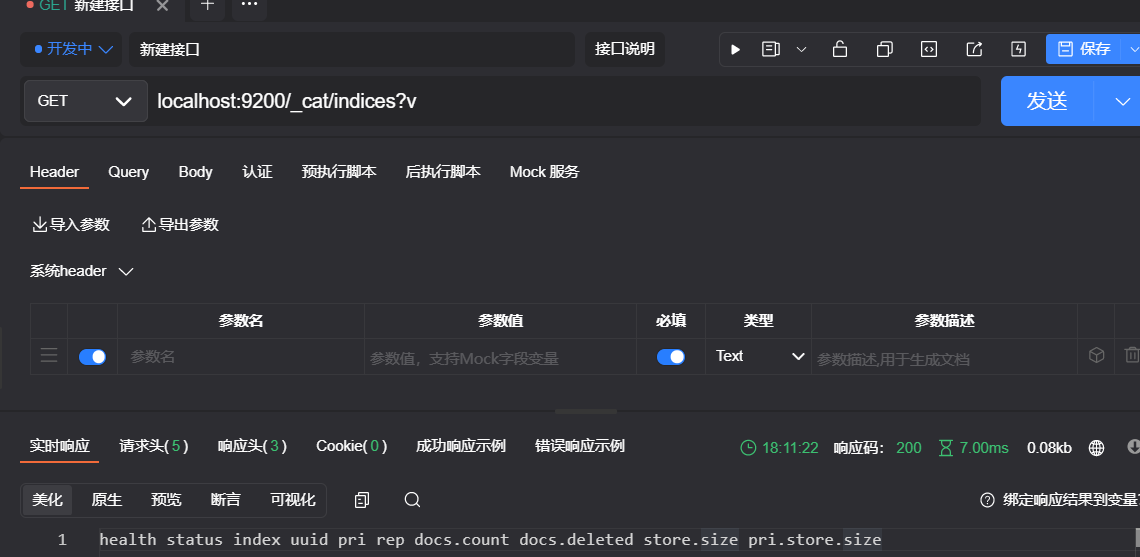 GET 新建接口
开发中 新建接口 接口说明 保存
GET localhost:9200/_cat/indices?v 发送
Header Query Body 认证 预执行脚本 后执行脚本 Mock 服务
导入参数 导出参数
系统header
参数名 参数值 必填 类型 参数描述
参数名 参数值，支持Mock字段变量 Text 参数描述,用于生成文档
实时响应 请求头(5) 响应头(3) Cookie(0) 成功响应示例 错误响应示例 18:11:22 响应码： 200 7.00ms 0.08kb
美化 原生 预览 断言 可视化 绑定响应结果到变量
1 health status index uuid pri rep docs.count docs.deleted store.size pri.store.size